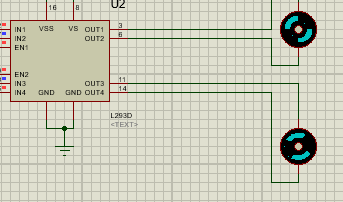 U2
16 8
IN1 VSS VS OUT1 3
IN2 OUT2 6
EN1
EN2
IN3 OUT3 11
IN4 GND GND OUT4 14
L293D
<TEXT>